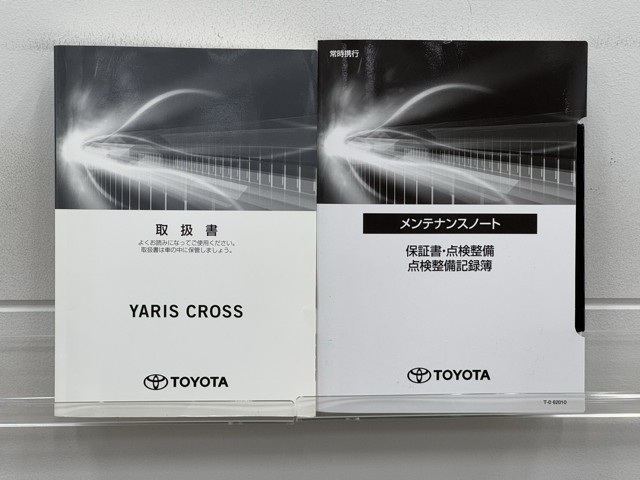 取扱書
よくお読みになってご使用ください。
取扱書は車の中に保管しましょう。
YARIS CROSS
TOYOTA
常時携行
メンテナンスノート
保証書・点検整備
点検整備記録簿
TOYOTA
T-0 62010